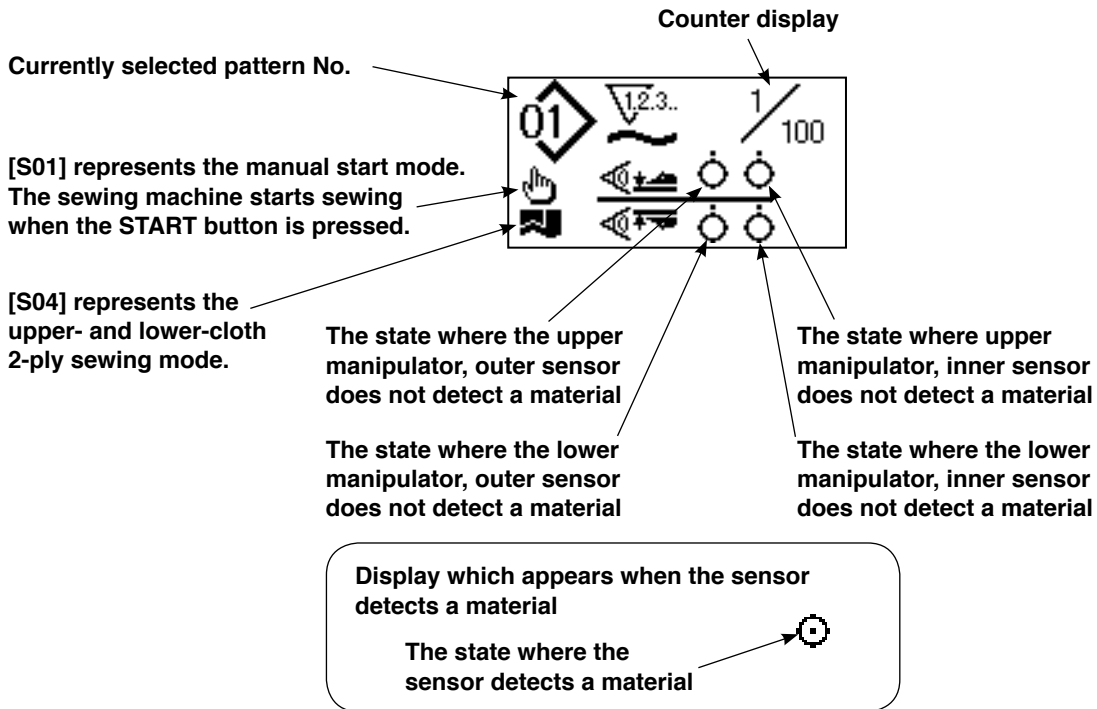 Counter display
Currently selected pattern No.
01
1,2,3..
1/100
[S01] represents the manual start mode.
The sewing machine starts sewing
when the START button is pressed.
[S04] represents the
upper- and lower-cloth
2-ply sewing mode.
The state where the upper
manipulator, outer sensor
does not detect a material
The state where upper
manipulator, inner sensor
does not detect a material
The state where the lower
manipulator, outer sensor
does not detect a material
The state where the lower
manipulator, inner sensor
does not detect a material
Display which appears when the sensor
detects a material
The state where the
sensor detects a material